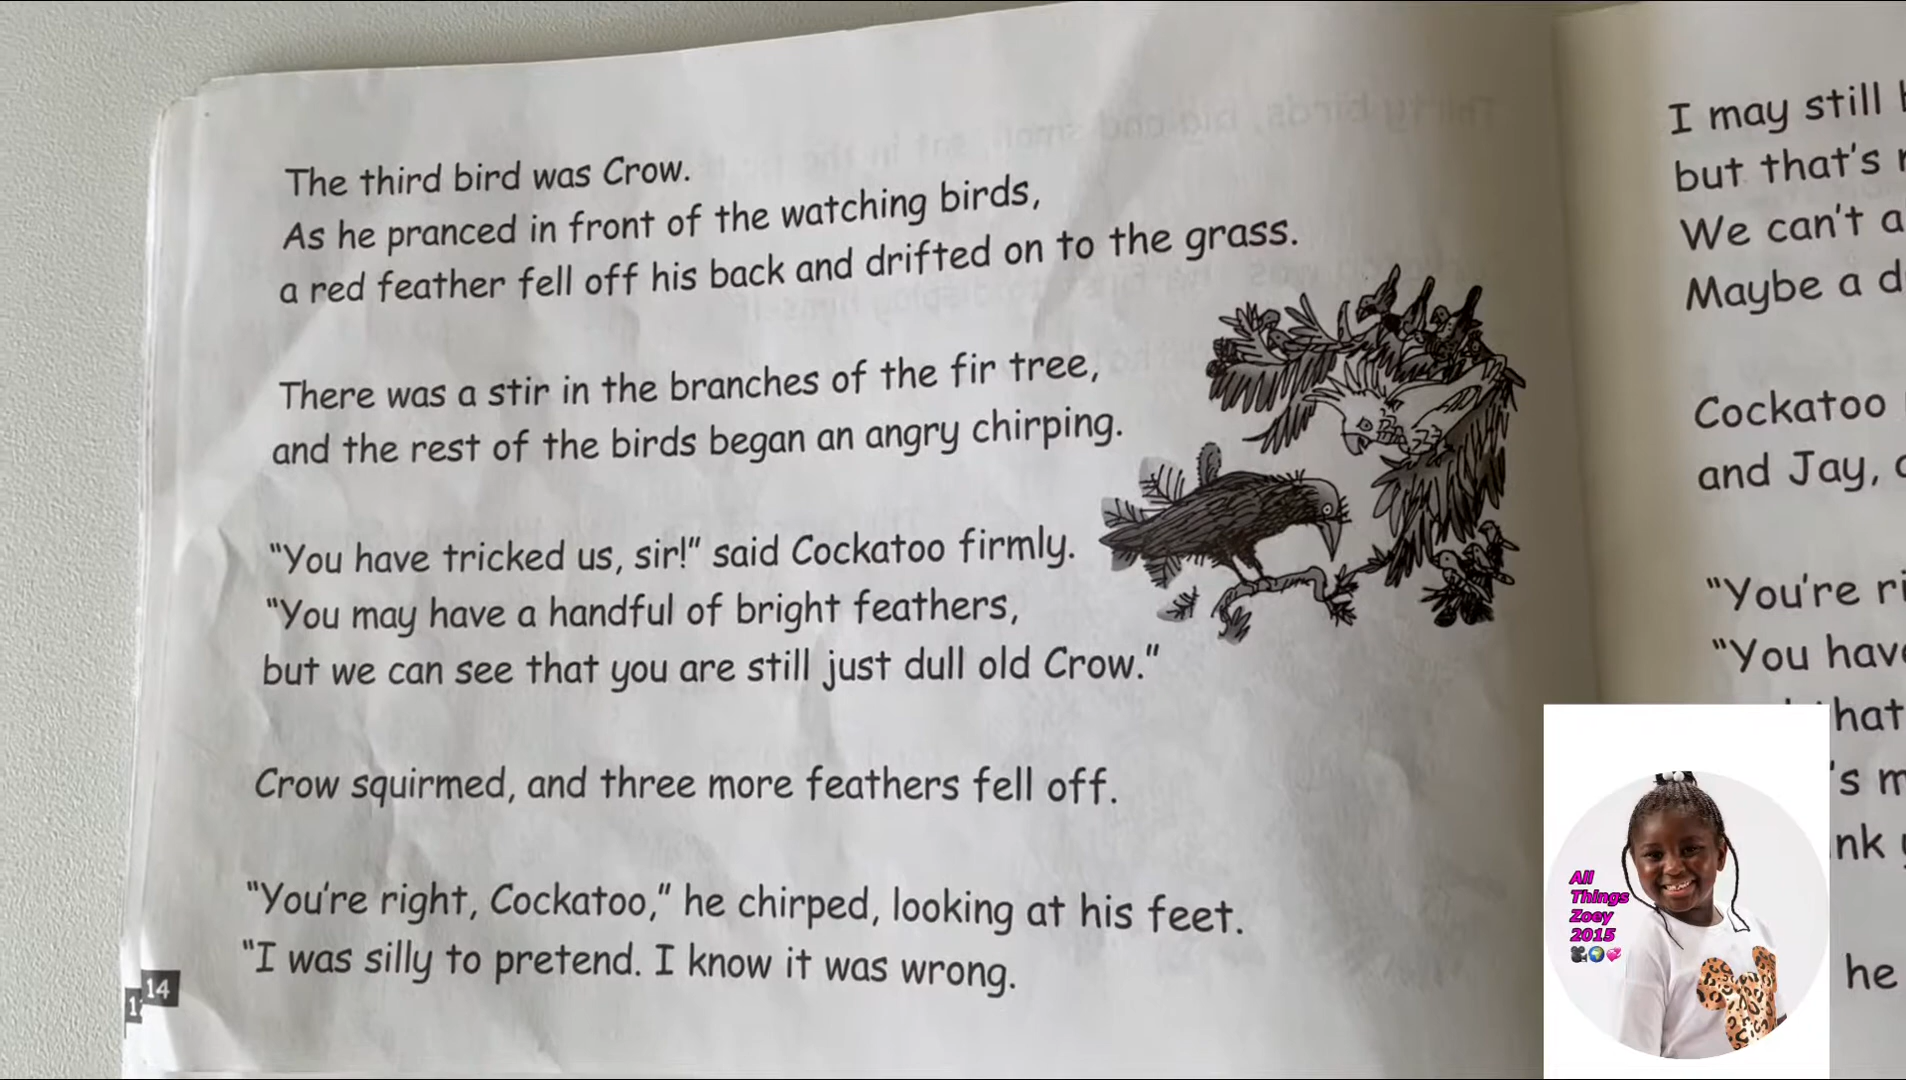 The third bird was Crow.
As he pranced in front of the watching birds,
a red feather fell off his back and drifted on to the grass.
There was a stir in the branches of the fir tree,
and the rest of the birds began an angry chirping.
"You have tricked us, sir!" said Cockatoo firmly.
"You may have a handful of bright feathers,
but we can see that you are still just dull old Crow."
Crow squirmed, and three more feathers fell off.
"You're right, Cockatoo," he chirped, looking at his feet.
"I was silly to pretend. I know it was wrong.
14
I may still
but that's
We can't
Maybe a
Cockatoo
and Jay,
"You're
"You
he
All
Things
Zoey
2015